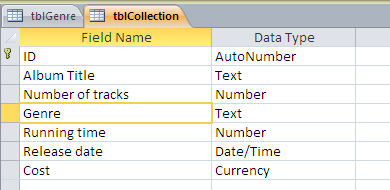 tblGenre tblCollection
Field Name Data Type
ID AutoNumber
Album Title Text
Number of tracks Number
Genre Text
Running time Number
Release date Date/Time
Cost Currency